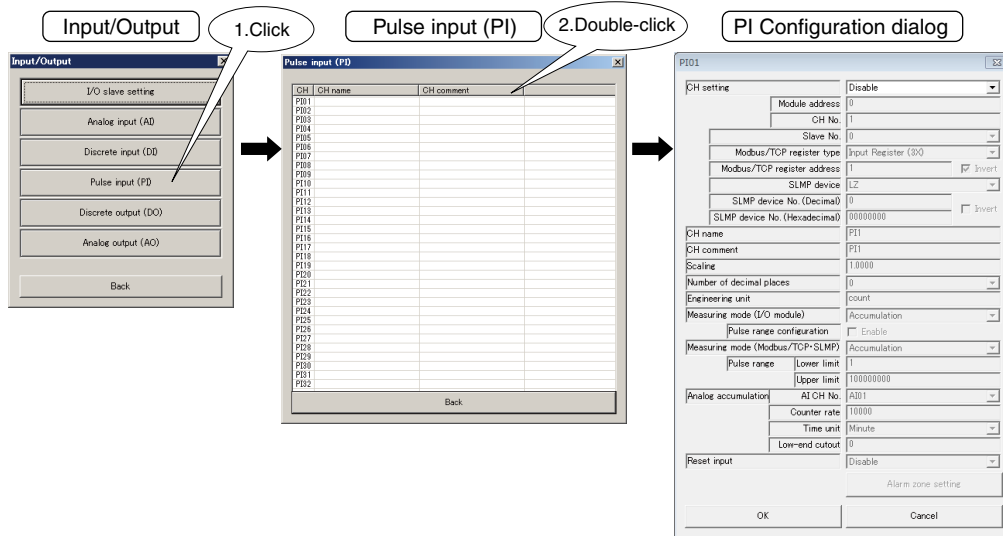 Input/Output
1.Click
Pulse input (PI)
2.Double-click
PI Configuration dialog
Input/Output
I/O slave setting
Analog input (AI)
Discrete input (DI)
Pulse input (PI)
Discrete output (DO)
Analog output (AO)
Back
Pulse input (PI)
CH CH name CH comment
PI01
PI02
PI03
PI04
PI05
PI06
PI07
PI08
PI09
PI10
PI11
PI12
PI13
PI14
PI15
PI16
PI17
PI18
PI19
PI20
PI21
PI22
PI23
PI24
PI25
PI26
PI27
PI28
PI29
PI30
PI31
PI32
Back
PI01
CH setting Disable
Module address 0
CH No. 1
Slave No. 0
Modbus/TCP register type Input Register (3X)
Modbus/TCP register address 1 Invert
SLMP device LZ
SLMP device No. (Decimal) 0
Invert
SLMP device No. (Hexadecimal) 00000000
CH name PI1
CH comment PI1
Scaling 1.0000
Number of decimal places 0
Engineering unit count
Measuring mode (I/O module) Accumulation
Pulse range configuration Enable
Measuring mode (Modbus/TCP・SLMP) Accumulation
Pulse range Lower limit 1
Upper limit 100000000
Analog accumulation AI CH No. AI01
Counter rate 10000
Time unit Minute
Low-end cutout 0
Reset input Disable
Alarm zone setting
OK Cancel